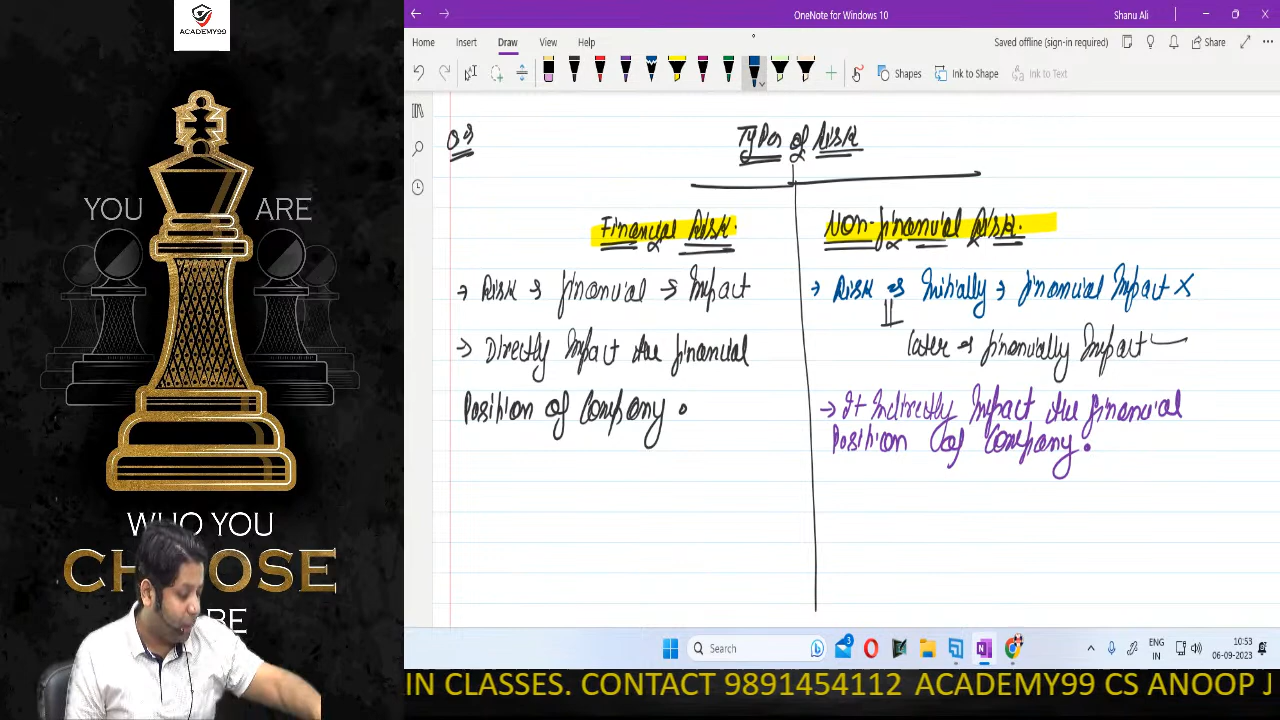 ACADEMY99
YOU ARE
WHO YOU
CHOOSE
BE
OneNote for Windows 10
Shanu Ali
Home Insert Draw View Help
Saved offline (sign-in required)
Share
Shapes
Ink to Shape
Ink to Text
Types of Risk
Financial Risk.
Non-financial Risk.
→ Risk → financial → Impact
→ Directly Impact the financial
Position of Company.
→ Risk → Initially → financial Impact X
later → financially Impact
→ It Indirectly Impact the financial
Position of Company.
Search
3
ENG
IN
10:53
06-09-2023
IN CLASSES. CONTACT 9891454112 ACADEMY99 CS ANOOP J